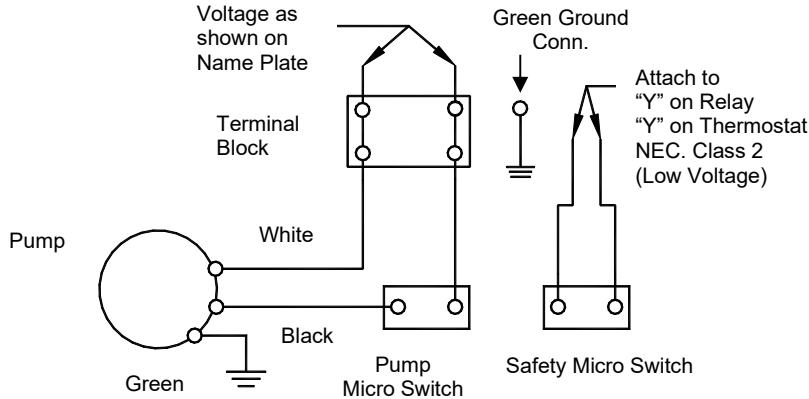 Voltage as
shown on
Name Plate
Green Ground
Conn.
Attach to
“Y” on Relay
“Y” on Thermostat
NEC. Class 2
(Low Voltage)
Terminal
Block
Pump
White
Black
Green
Pump
Micro Switch
Safety Micro Switch